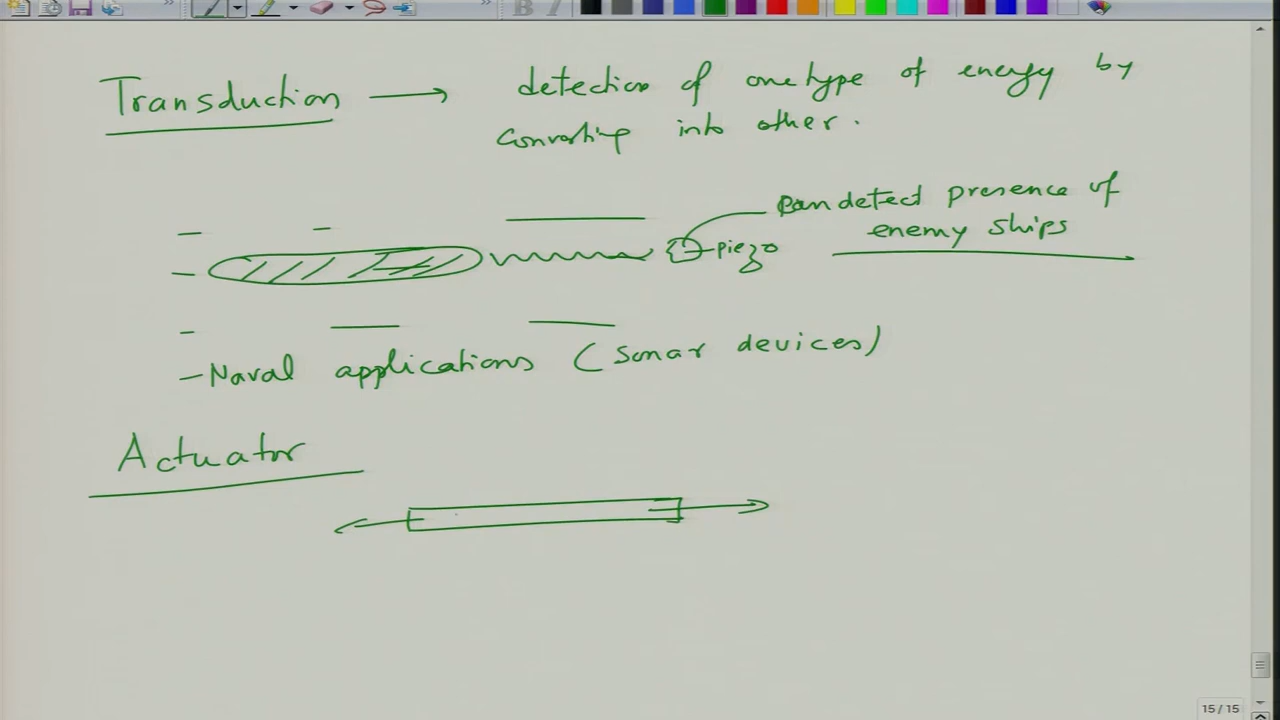 Transduction → detection of one type of energy by
converting into other.
Can detect presence of
enemy ships
piezo
- Naval applications (Sonar devices)
Actuator
15 / 15